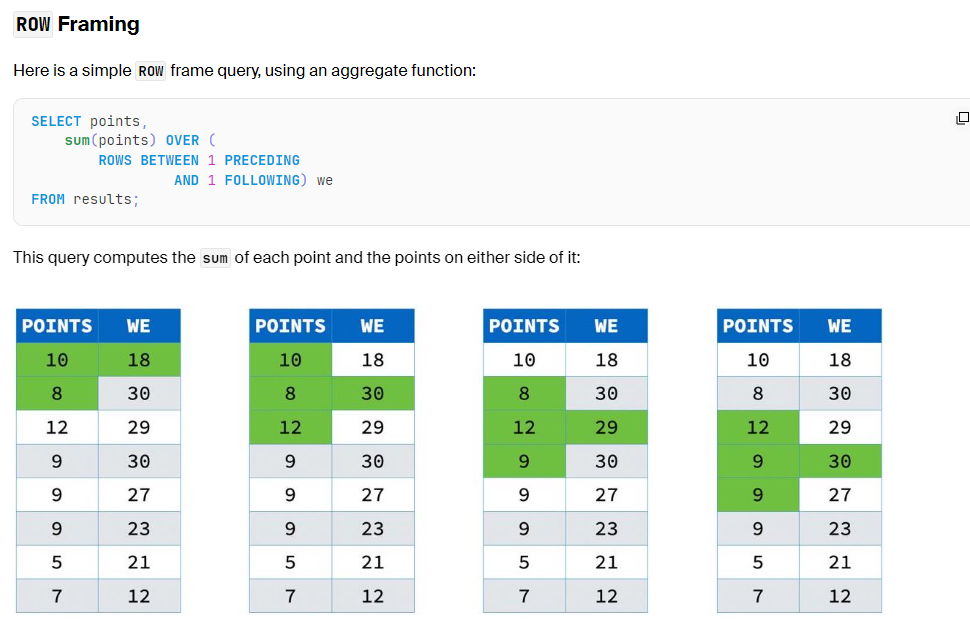 ROW Framing
Here is a simple ROW frame query, using an aggregate function:
SELECT points,
    sum(points) OVER (
        ROWS BETWEEN 1 PRECEDING
                 AND 1 FOLLOWING) we
FROM results;
This query computes the sum of each point and the points on either side of it:
POINTS WE POINTS WE POINTS WE POINTS WE
10 18 10 18 10 18 10 18
8 30 8 30 8 30 8 30
12 29 12 29 12 29 12 29
9 30 9 30 9 30 9 30
9 27 9 27 9 27 9 27
9 23 9 23 9 23 9 23
5 21 5 21 5 21 5 21
7 12 7 12 7 12 7 12